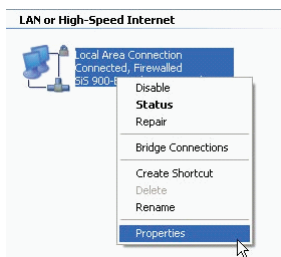 LAN or High-Speed Internet
Local Area Connection
Connected, Firewalled
SiS 900-
Disable
Status
Repair
Bridge Connections
Create Shortcut
Delete
Rename
Properties